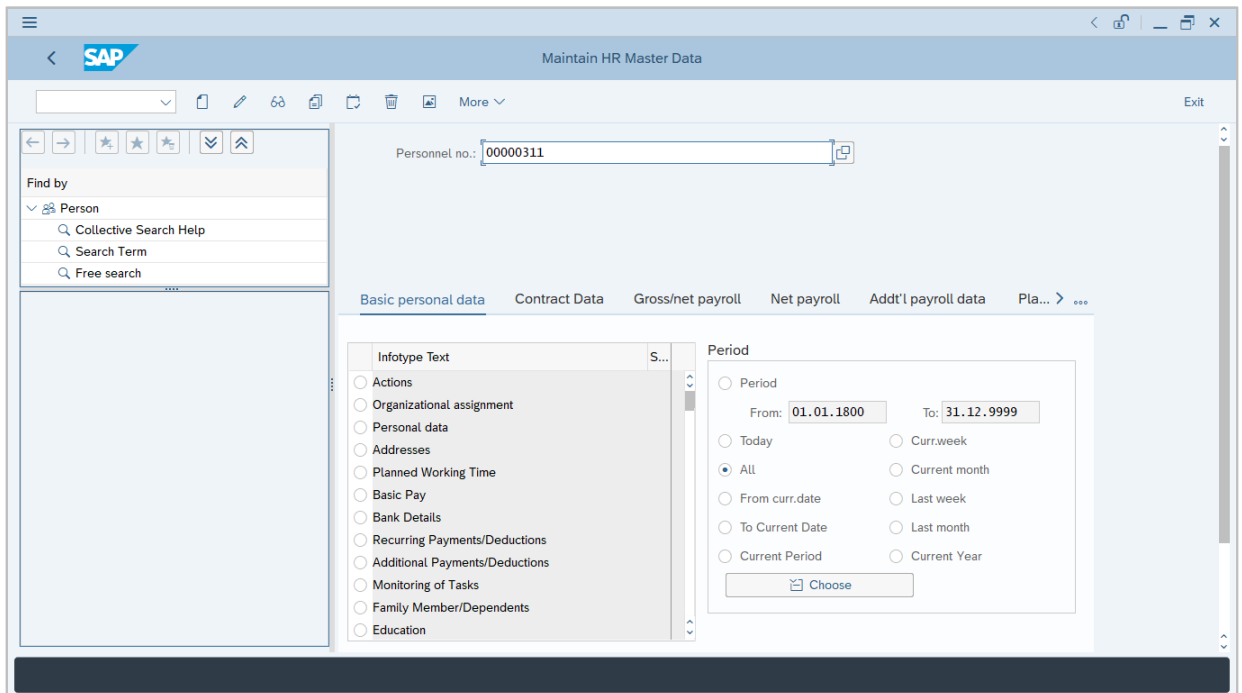 SAP
Maintain HR Master Data
More
Exit
Personnel no.: 00000311
Find by
Person
Collective Search Help
Search Term
Free search
Basic personal data Contract Data Gross/net payroll Net payroll Addt'l payroll data Pla...
Infotype Text S...
Actions
Organizational assignment
Personal data
Addresses
Planned Working Time
Basic Pay
Bank Details
Recurring Payments/Deductions
Additional Payments/Deductions
Monitoring of Tasks
Family Member/Dependents
Education
Period
Period
From: 01.01.1800 To: 31.12.9999
Today Curr.week
All Current month
From curr.date Last week
To Current Date Last month
Current Period Current Year
Choose